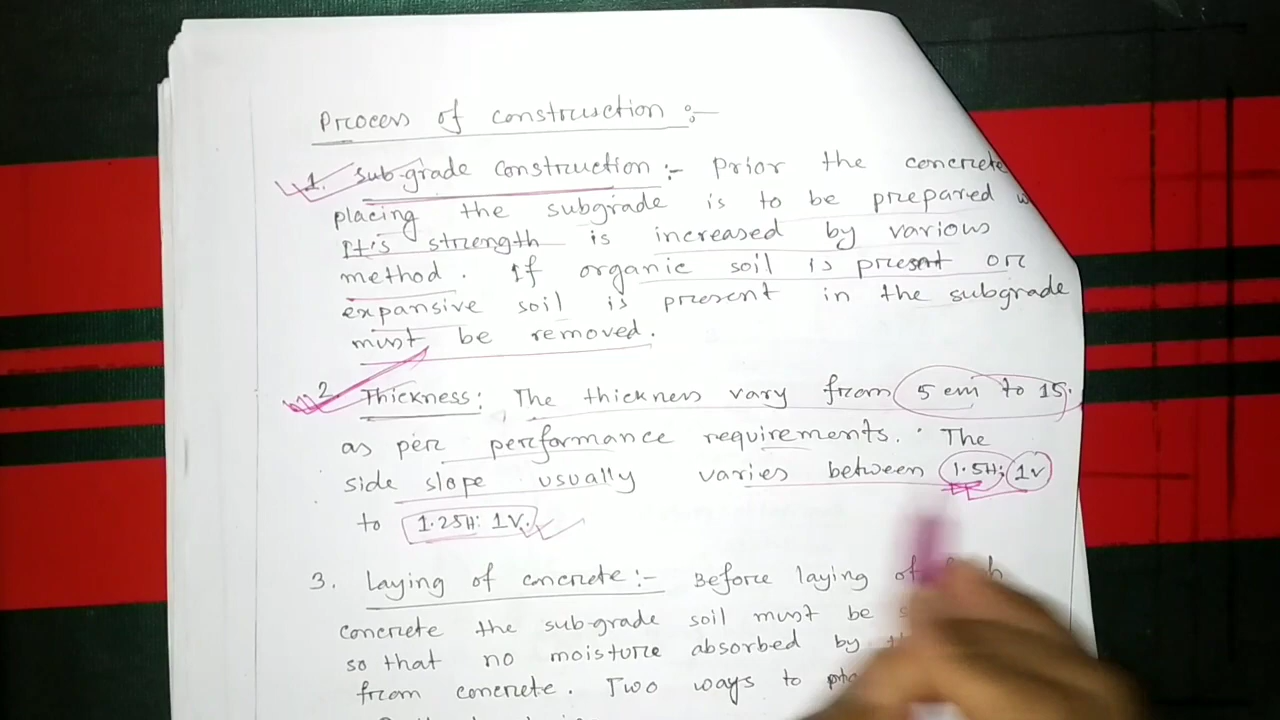 Process of construction :-
1. Sub-grade construction :- Prior the concrete
placing the subgrade is to be prepared
Its strength is increased by various
method. If organic soil is present or
expansive soil is present in the subgrade
must be removed.
2. Thickness: The thickness vary from 5 cm to 15
as per performance requirements. The
side slope usually varies between 1.5H: 1V
to 1.25H: 1V.
3. Laying of concrete :- Before laying of
concrete the sub-grade soil must be
so that no moisture absorbed by
from concrete. Two ways to